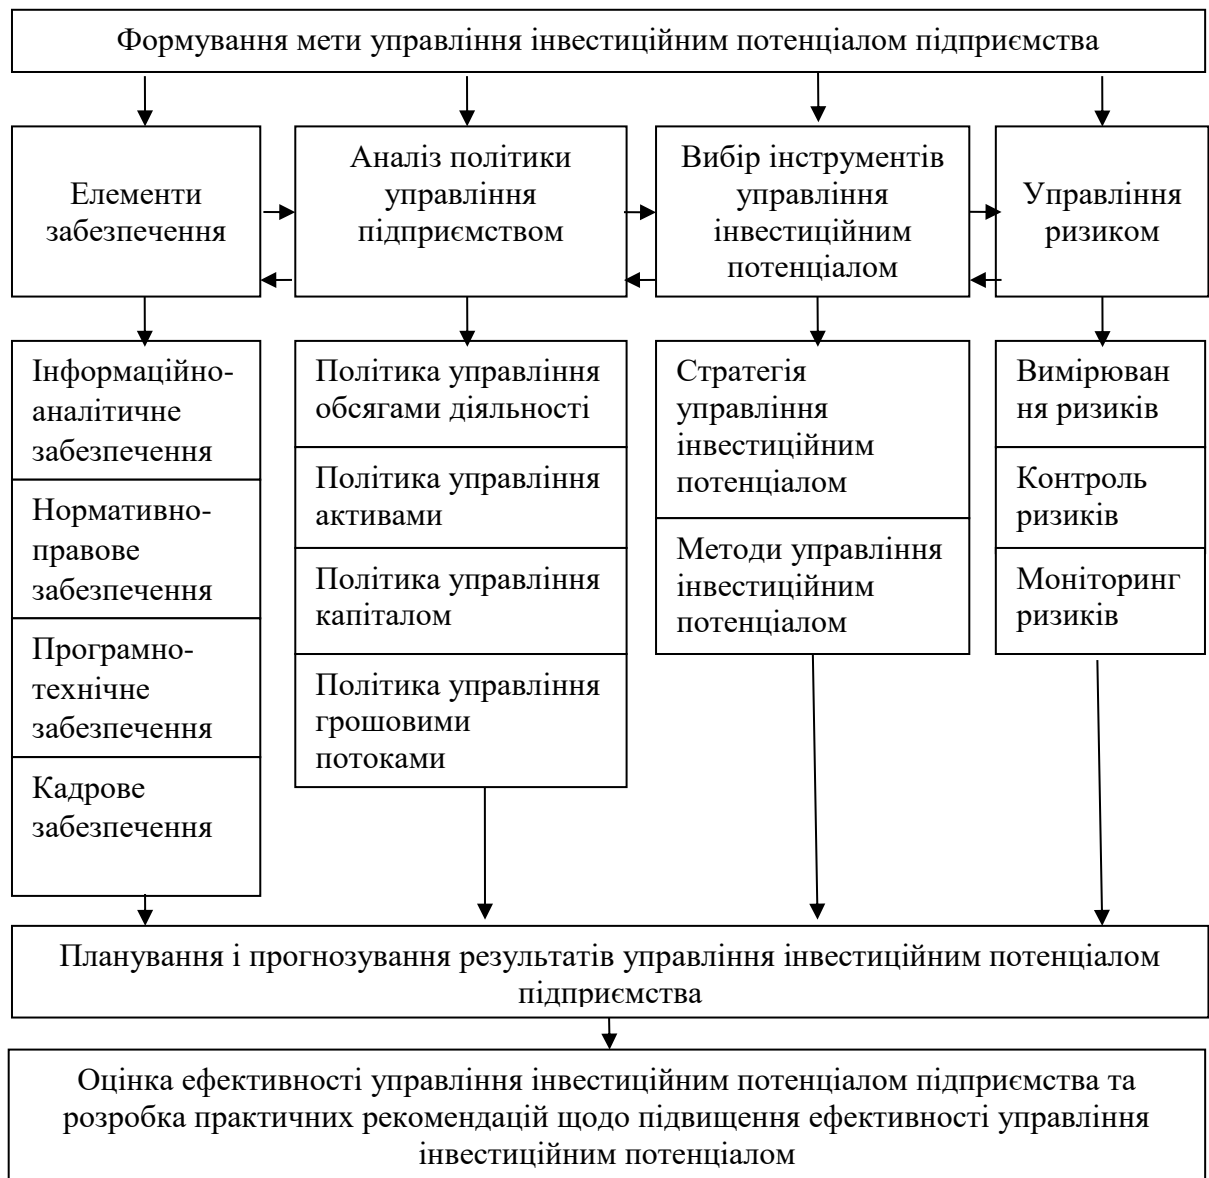 Формування мети управління інвестиційним потенціалом підприємства
Елементи
забезпечення
Аналіз політики
управління
підприємством
Вибір інструментів
управління
інвестиційним
потенціалом
Управління
ризиком
Інформаційно-
аналітичне
забезпечення
Нормативно-
правове
забезпечення
Програмно-
технічне
забезпечення
Кадрове
забезпечення
Політика управління
обсягами діяльності
Політика управління
активами
Політика управління
капіталом
Політика управління
грошовими
потоками
Стратегія
управління
інвестиційним
потенціалом
Методи управління
інвестиційним
потенціалом
Вимірюван
ня ризиків
Контроль
ризиків
Моніторинг
ризиків
Планування і прогнозування результатів управління інвестиційним потенціалом
підприємства
Оцінка ефективності управління інвестиційним потенціалом підприємства та
розробка практичних рекомендацій щодо підвищення ефективності управління
інвестиційним потенціалом